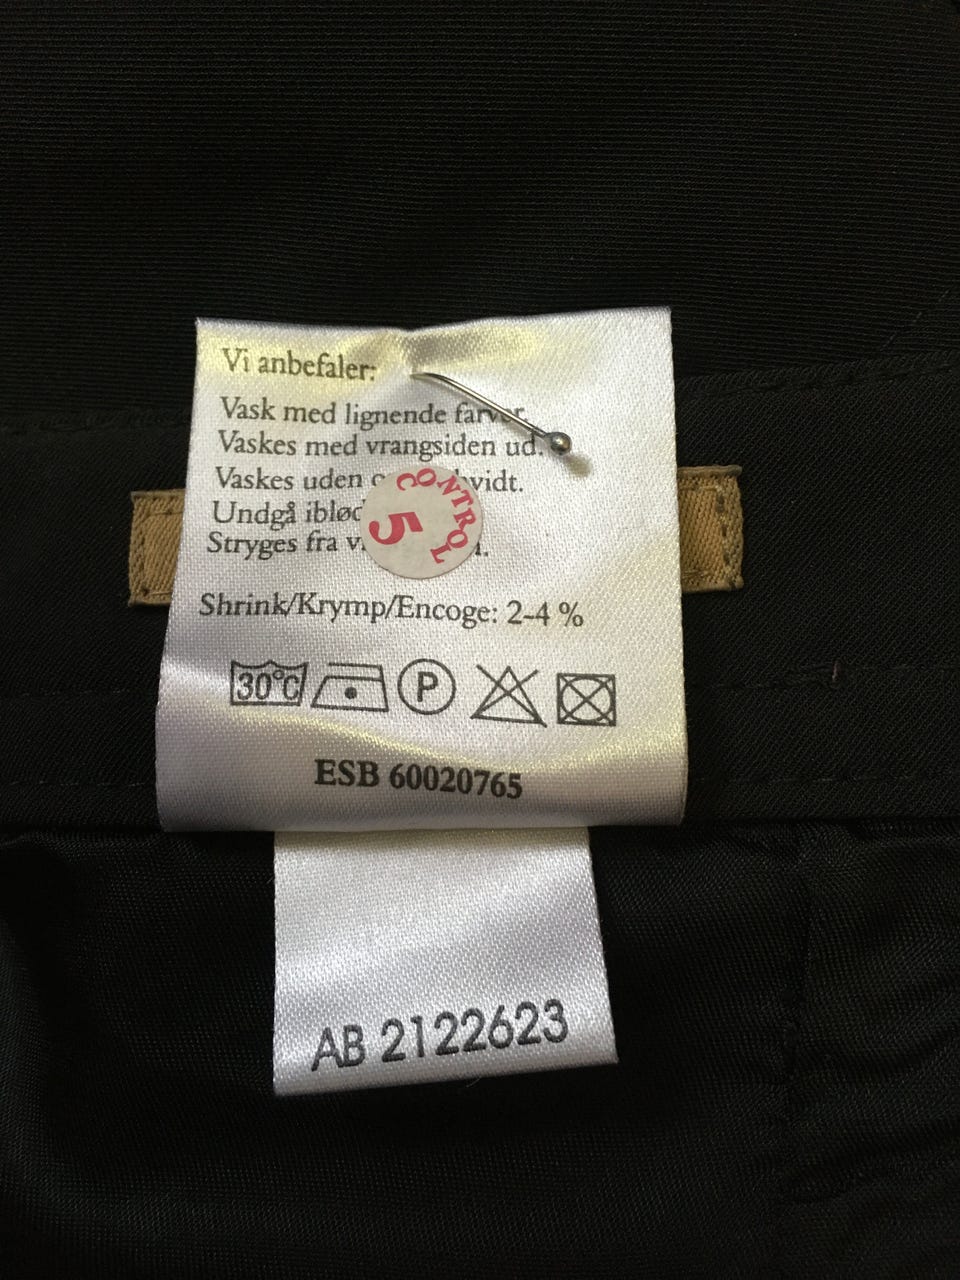 Vi anbefaler:
Vask med lignende farver.
Vaskes med vrangsiden ud.
Vaskes uden hvidt.
Undgå
Stryges fra
CONTROL
5
Shrink/Krymp/Encoge: 2-4 %
30°C
P
ESB 60020765
AB 2122623